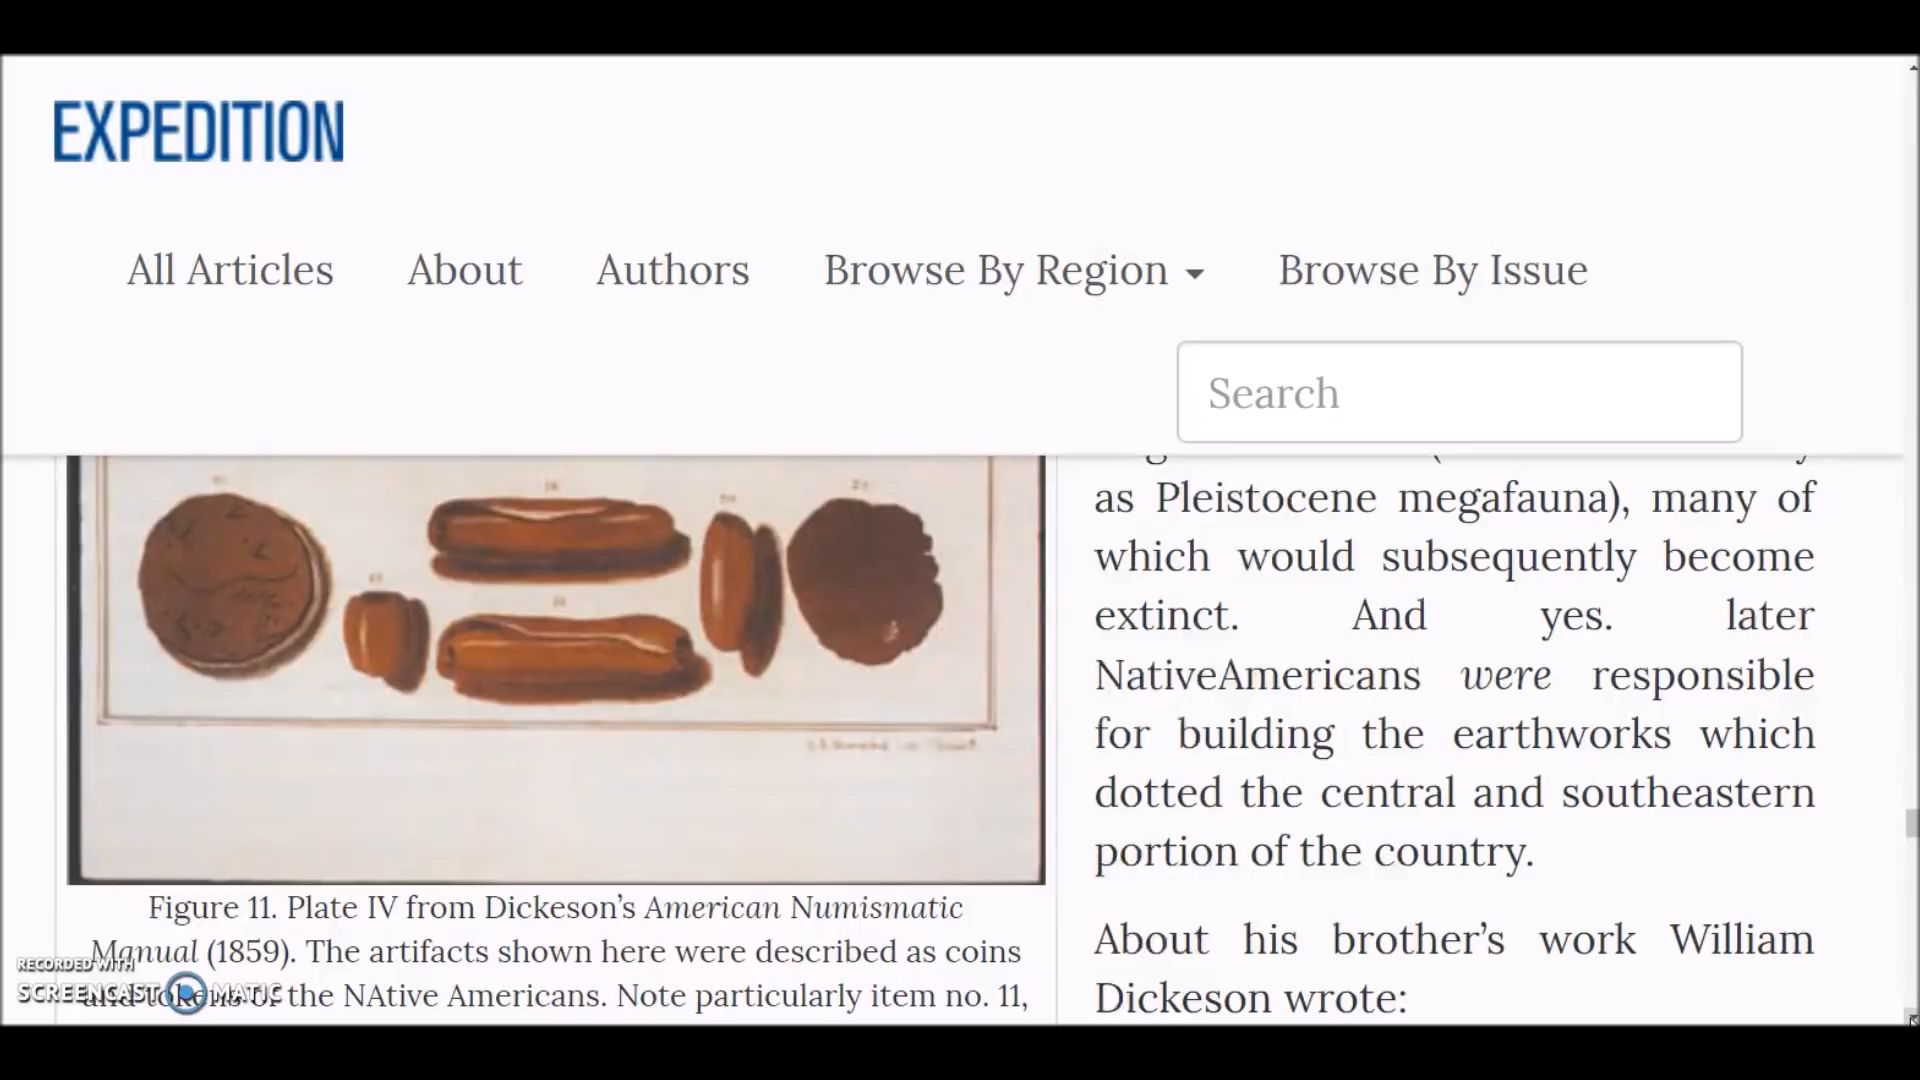 EXPEDITION
All Articles About Authors Browse By Region Browse By Issue
Search
as Pleistocene megafauna), many of
which would subsequently become
extinct. And yes. later
NativeAmericans were responsible
for building the earthworks which
dotted the central and southeastern
portion of the country.
About his brother’s work William
Dickeson wrote:
Figure 11. Plate IV from Dickeson’s American Numismatic
Manual (1859). The artifacts shown here were described as coins
and tokens of the NAtive Americans. Note particularly item no. 11,
RECORDED WITH
SCREENCAST MATIC